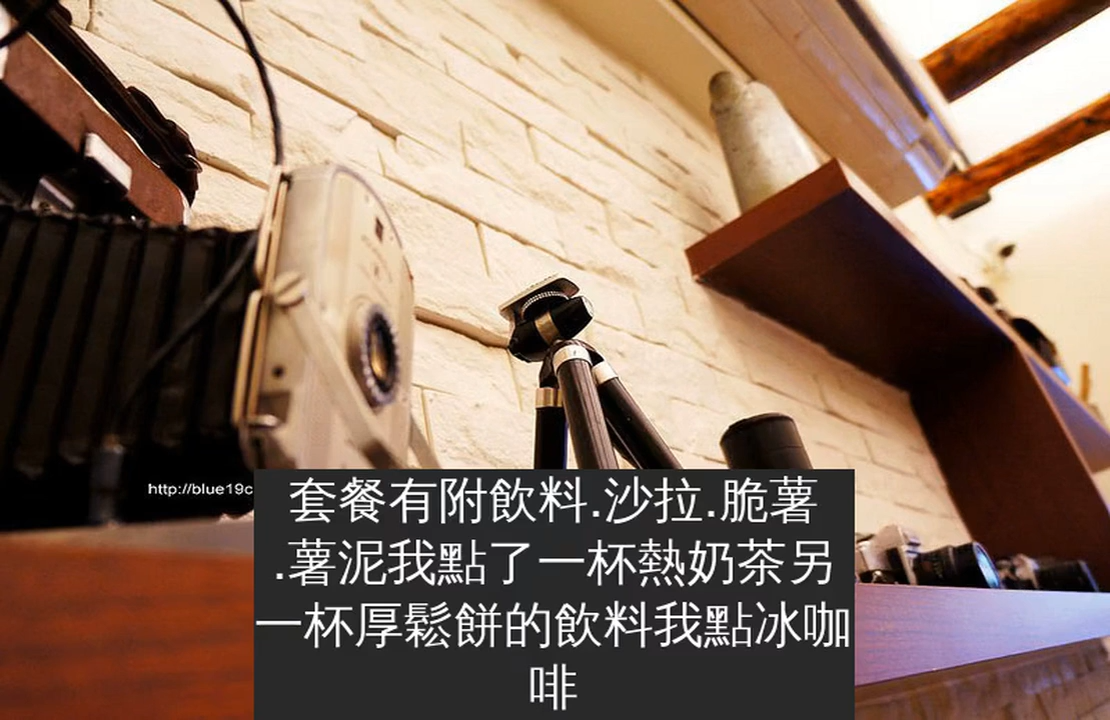 http://blue19c
套餐有附飲料.沙拉.脆薯
.薯泥我點了一杯熱奶茶另
一杯厚鬆餅的飲料我點冰咖
啡